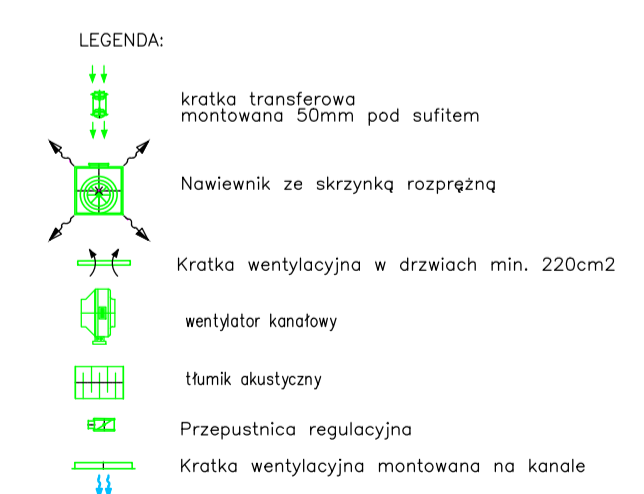 LEGENDA:
kratka transferowa
montowana 50mm pod sufitem
Nawiewnik ze skrzynką rozprężną
Kratka wentylacyjna w drzwiach min. 220cm2
wentylator kanałowy
tłumik akustyczny
Przepustnica regulacyjna
Kratka wentylacyjna montowana na kanale